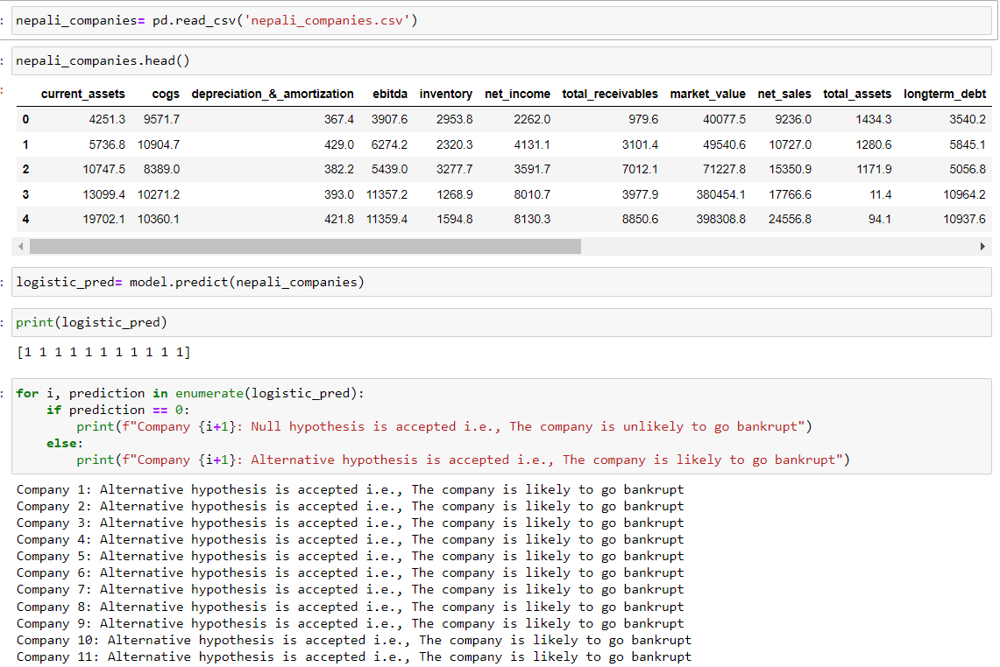 nepali_companies= pd.read_csv('nepali_companies.csv')
nepali_companies.head()
current_assets cogs depreciation_&_amortization ebitda inventory net_income total_receivables market_value net_sales total_assets longterm_debt
0 4251.3 9571.7 367.4 3907.6 2953.8 2262.0 979.6 40077.5 9236.0 1434.3 3540.2
1 5736.8 10904.7 429.0 6274.2 2320.3 4131.1 3101.4 49540.6 10727.0 1280.6 5845.1
2 10747.5 8389.0 382.2 5439.0 3277.7 3591.7 7012.1 71227.8 15350.9 1171.9 5056.8
3 13099.4 10271.2 393.0 11357.2 1268.9 8010.7 3977.9 380454.1 17766.6 11.4 10964.2
4 19702.1 10360.1 421.8 11359.4 1594.8 8130.3 8850.6 398308.8 24556.8 94.1 10937.6
logistic_pred= model.predict(nepali_companies)
print(logistic_pred)
[1 1 1 1 1 1 1 1 1 1 1]
for i, prediction in enumerate(logistic_pred):
if prediction == 0:
print(f"Company {i+1}: Null hypothesis is accepted i.e., The company is unlikely to go bankrupt")
else:
print(f"Company {i+1}: Alternative hypothesis is accepted i.e., The company is likely to go bankrupt")
Company 1: Alternative hypothesis is accepted i.e., The company is likely to go bankrupt
Company 2: Alternative hypothesis is accepted i.e., The company is likely to go bankrupt
Company 3: Alternative hypothesis is accepted i.e., The company is likely to go bankrupt
Company 4: Alternative hypothesis is accepted i.e., The company is likely to go bankrupt
Company 5: Alternative hypothesis is accepted i.e., The company is likely to go bankrupt
Company 6: Alternative hypothesis is accepted i.e., The company is likely to go bankrupt
Company 7: Alternative hypothesis is accepted i.e., The company is likely to go bankrupt
Company 8: Alternative hypothesis is accepted i.e., The company is likely to go bankrupt
Company 9: Alternative hypothesis is accepted i.e., The company is likely to go bankrupt
Company 10: Alternative hypothesis is accepted i.e., The company is likely to go bankrupt
Company 11: Alternative hypothesis is accepted i.e., The company is likely to go bankrupt